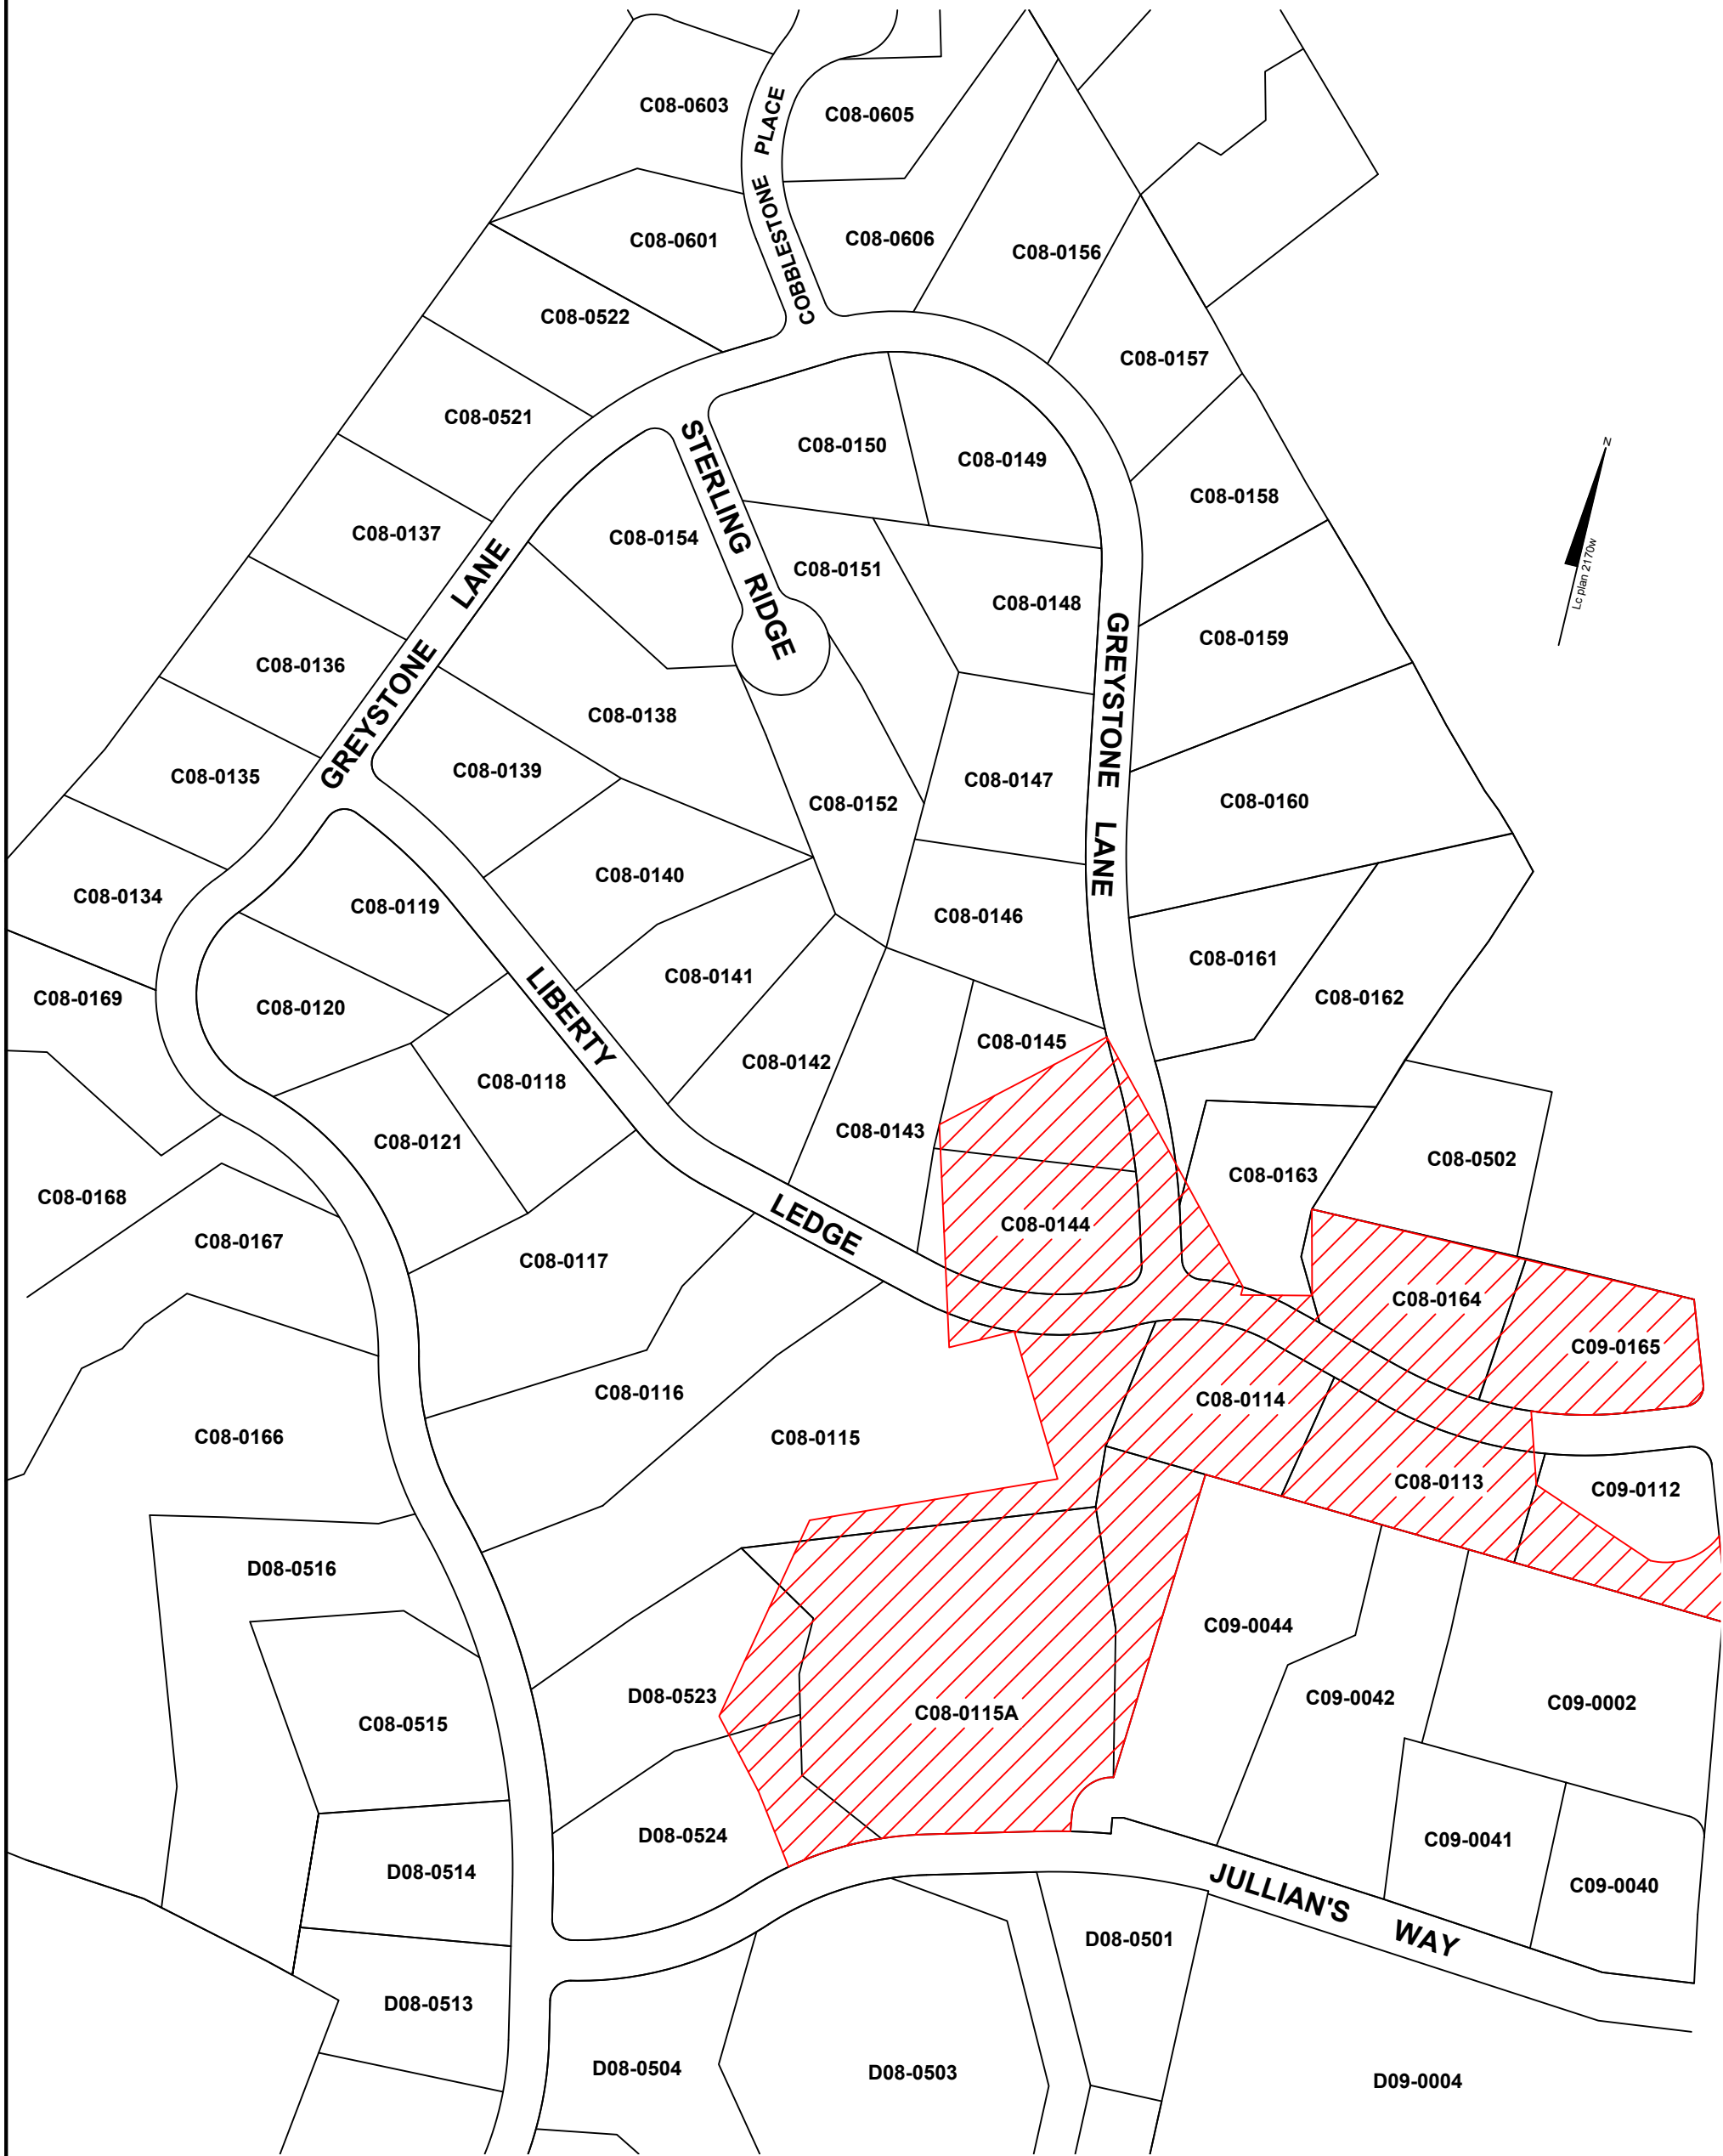 C08-0603
COBBLESTONE PLACE
C08-0605
C08-0601
C08-0606
C08-0156
C08-0522
C08-0157
C08-0521
STERLING RIDGE
C08-0150
C08-0149
N
Lc plan 2170w
C08-0158
C08-0137
C08-0154
C08-0151
GREYSTONE LANE
C08-0148
GREYSTONE LANE
C08-0159
C08-0136
C08-0138
C08-0135
C08-0139
C08-0147
C08-0152
C08-0160
C08-0134
C08-0119
C08-0140
C08-0146
C08-0161
C08-0169
C08-0120
LIBERTY LEDGE
C08-0141
C08-0162
C08-0145
C08-0118
C08-0142
C08-0121
C08-0143
C08-0163
C08-0502
C08-0168
C08-0167
C08-0144
C08-0117
C08-0164
C09-0165
C08-0116
C08-0114
C08-0166
C08-0115
C08-0113
C09-0112
D08-0516
C09-0044
D08-0523
C08-0115A
C09-0042
C09-0002
C08-0515
D08-0524
C09-0041
D08-0514
C09-0040
JULLIAN'S WAY
D08-0501
D08-0513
D08-0504
D08-0503
D09-0004